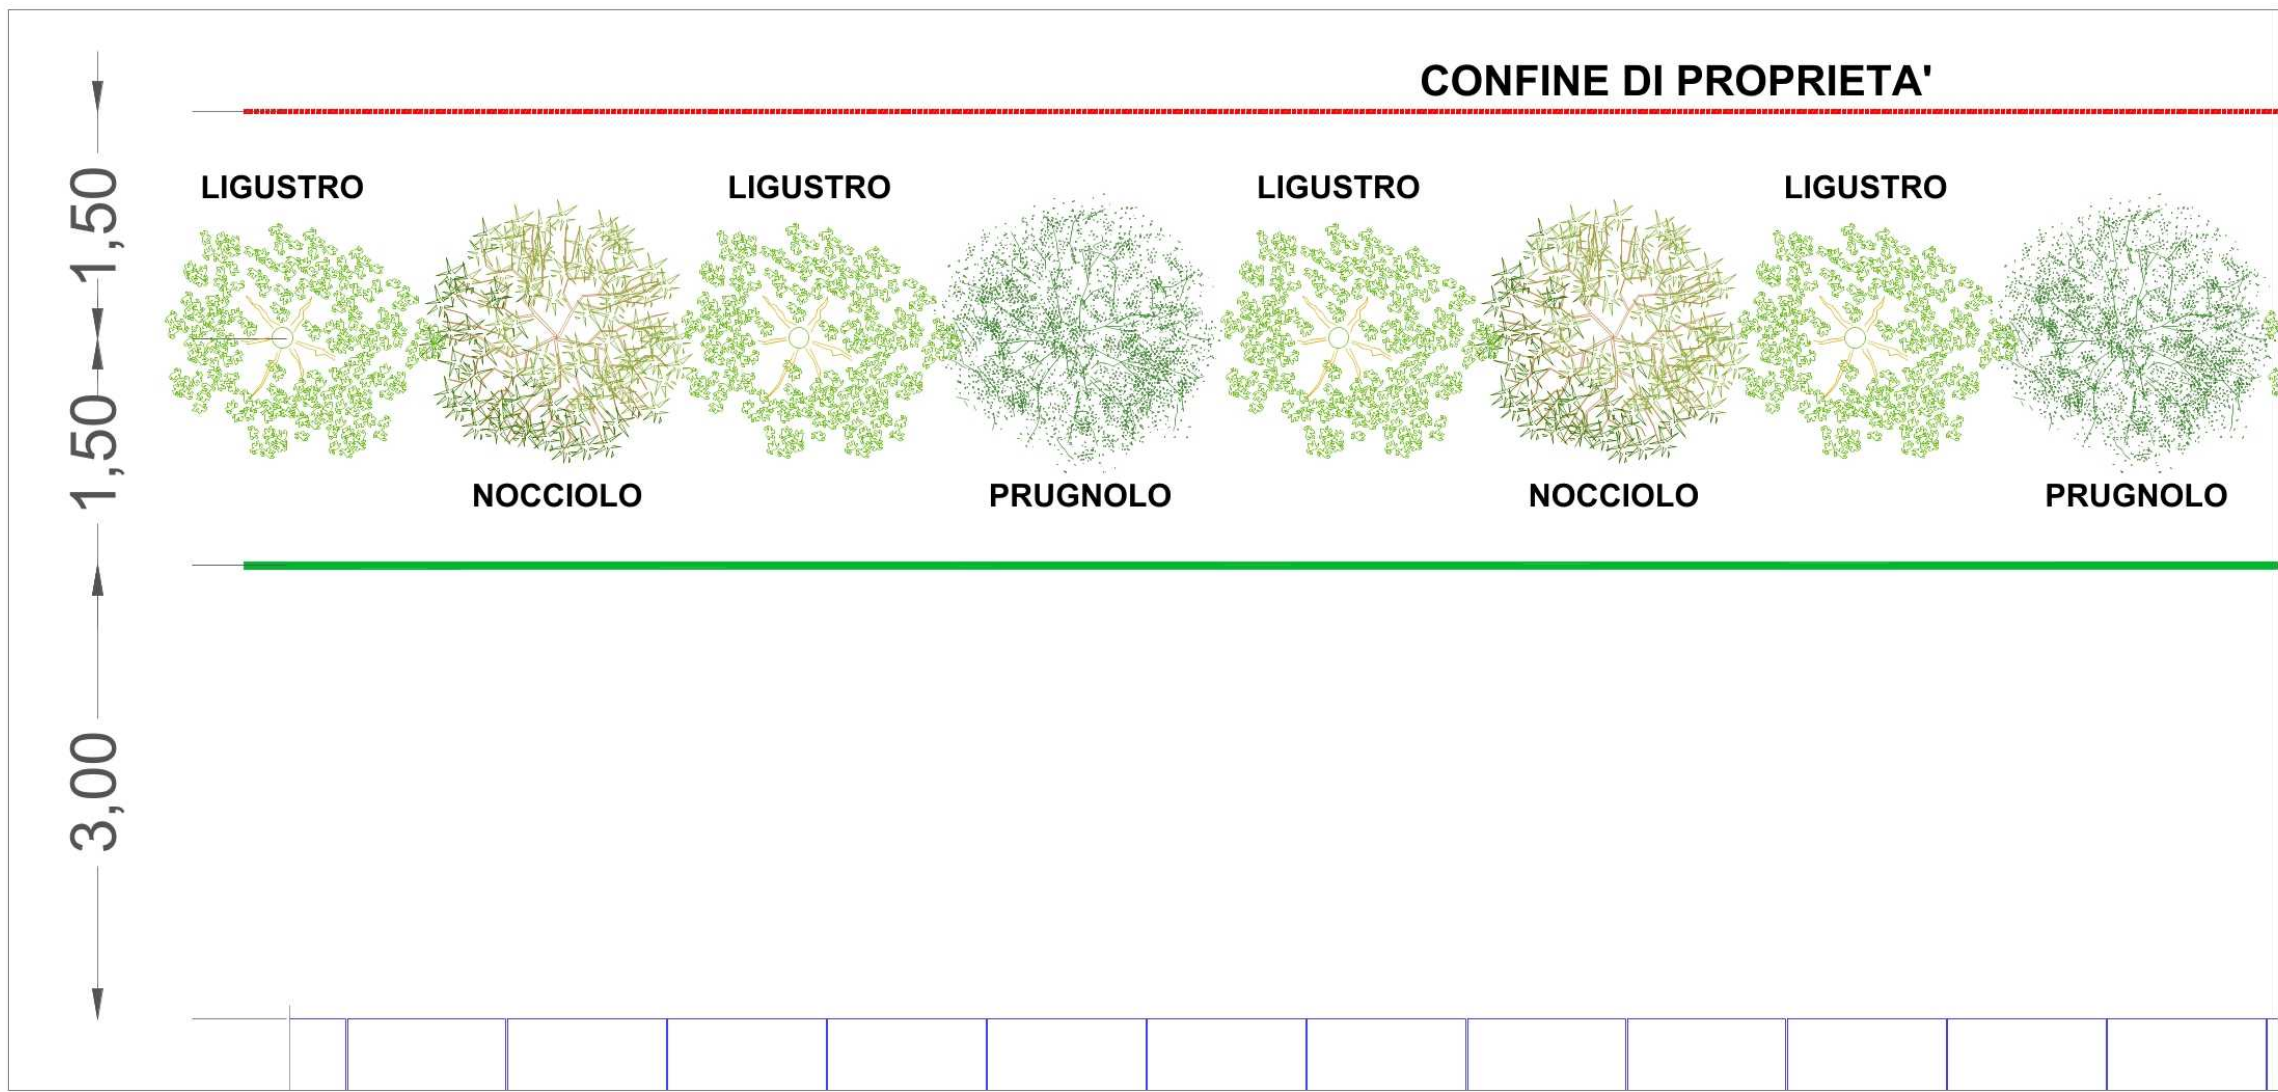 CONFINE DI PROPRIETA'
LIGUSTRO LIGUSTRO LIGUSTRO LIGUSTRO
1,50
1,50
NOCCIOLO PRUGNOLO NOCCIOLO PRUGNOLO
3,00